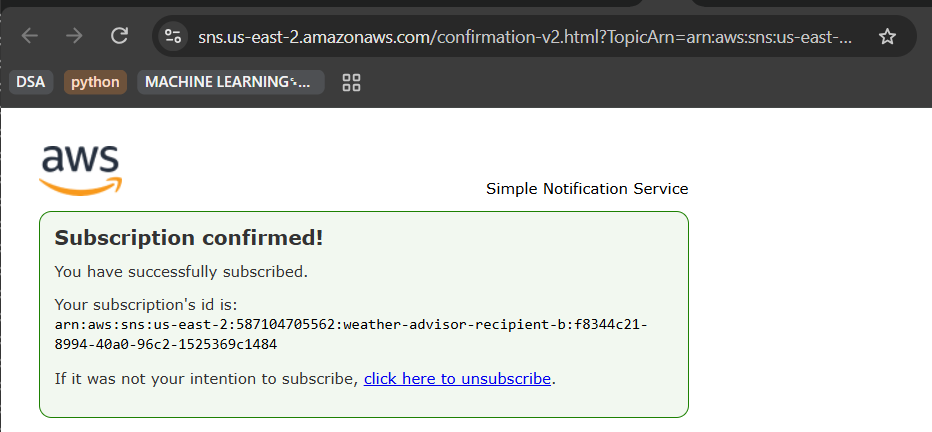 sns.us-east-2.amazonaws.com/confirmation-v2.html?TopicArn=arn:aws:sns:us-east-...
DSA
python
MACHINE LEARNING...
aws
Simple Notification Service
Subscription confirmed!
You have successfully subscribed.
Your subscription's id is:
arn:aws:sns:us-east-2:587104705562:weather-advisor-recipient-b:f8344c21-
8994-40a0-96c2-1525369c1484
If it was not your intention to subscribe, click here to unsubscribe.